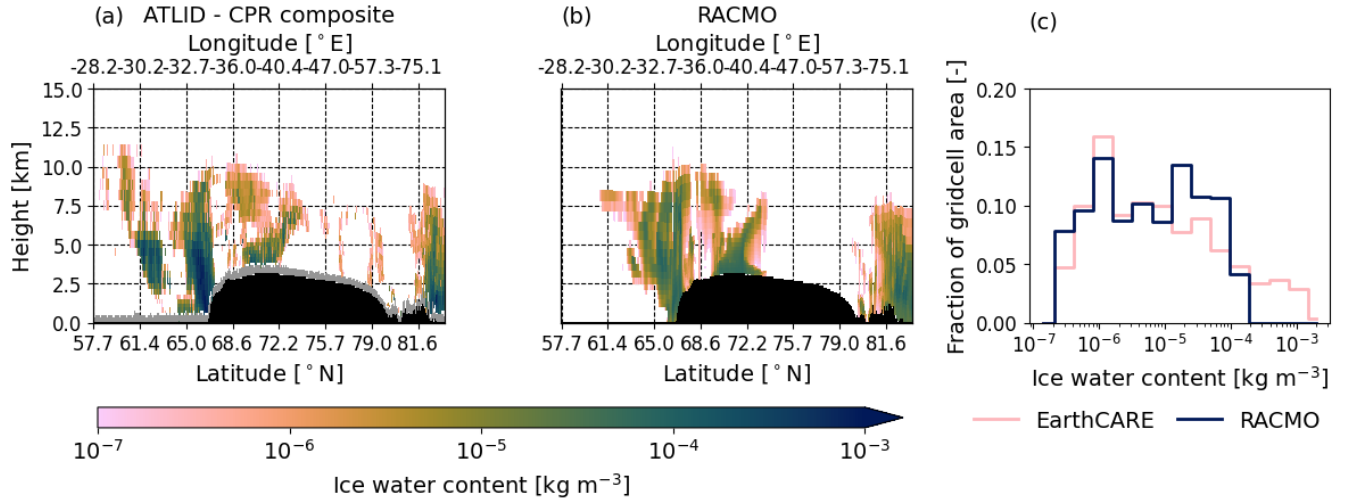 (a) ATLID - CPR composite
Longitude [°E]
-28.2-30.2-32.7-36.0-40.4-47.0-57.3-75.1
15.0
12.5
10.0
7.5
5.0
2.5
0.0
Height [km]
57.7 61.4 65.0 68.6 72.2 75.7 79.0 81.6
Latitude [°N]
(b) RACMO
Longitude [°E]
-28.2-30.2-32.7-36.0-40.4-47.0-57.3-75.1
57.7 61.4 65.0 68.6 72.2 75.7 79.0 81.6
Latitude [°N]
(c)
Fraction of gridcell area [-]
0.20
0.15
0.10
0.05
0.00
10⁻⁷ 10⁻⁶ 10⁻⁵ 10⁻⁴ 10⁻³
Ice water content [kg m⁻³]
EarthCARE RACMO
10⁻⁷ 10⁻⁶ 10⁻⁵ 10⁻⁴ 10⁻³
Ice water content [kg m⁻³]